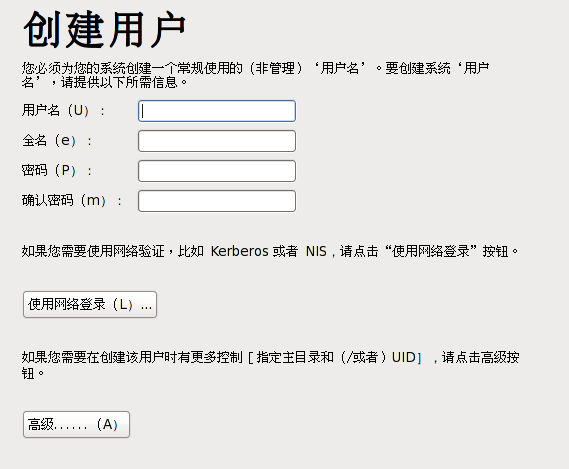 创建用户
您必须为您的系统创建一个常规使用的（非管理）‘用户名’。要创建系统‘用户
名’，请提供以下所需信息。
用户名（U）：
全名（e）：
密码（P）：
确认密码（m）：
如果您需要使用网络验证，比如 Kerberos 或者 NIS，请点击“使用网络登录”按钮。
使用网络登录（L）...
如果您需要在创建该用户时有更多控制［指定主目录和（/或者）UID］，请点击高级按
钮。
高级......（A）